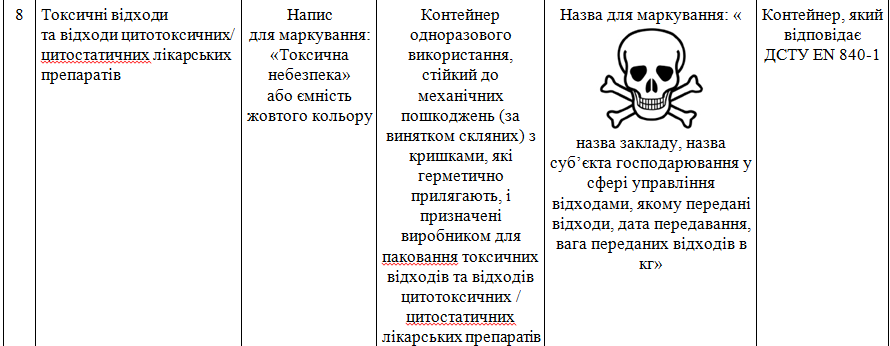 8
Токсичні відходи
та відходи цитотоксичних/
цитостатичних лікарських
препаратів
Напис
для маркування:
«Токсична
небезпека»
або ємність
жовтого кольору
Контейнер
одноразового
використання,
стійкий до
механічних
пошкоджень (за
винятком скляних) з
кришками, які
герметично
прилягають, і
призначені
виробником для
паковання токсичних
відходів та відходів
цитотоксичних /
цитостатичних
лікарських препаратів
Назва для маркування: «
назва закладу, назва
суб’єкта господарювання у
сфері управління
відходами, якому передані
відходи, дата передавання,
вага переданих відходів в
кг»
Контейнер, який
відповідає
ДСТУ EN 840-1